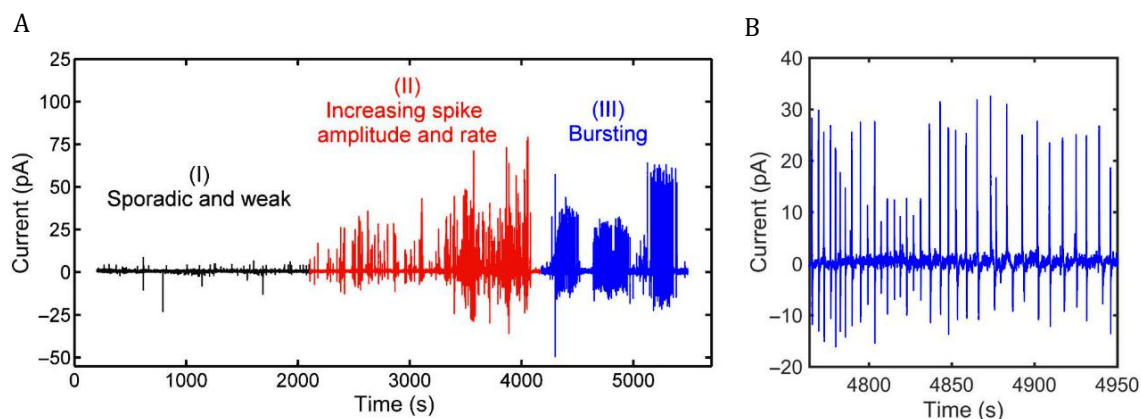 A
B
25
100
75
50
25
0
−25
−50
0
1000
2000
3000
4000
5000
Current (pA)
Time (s)
(I)
Sporadic and weak
(II)
Increasing spike
amplitude and rate
(III)
Bursting
40
30
20
10
0
−10
−20
4800
4850
4900
4950
Current (pA)
Time (s)